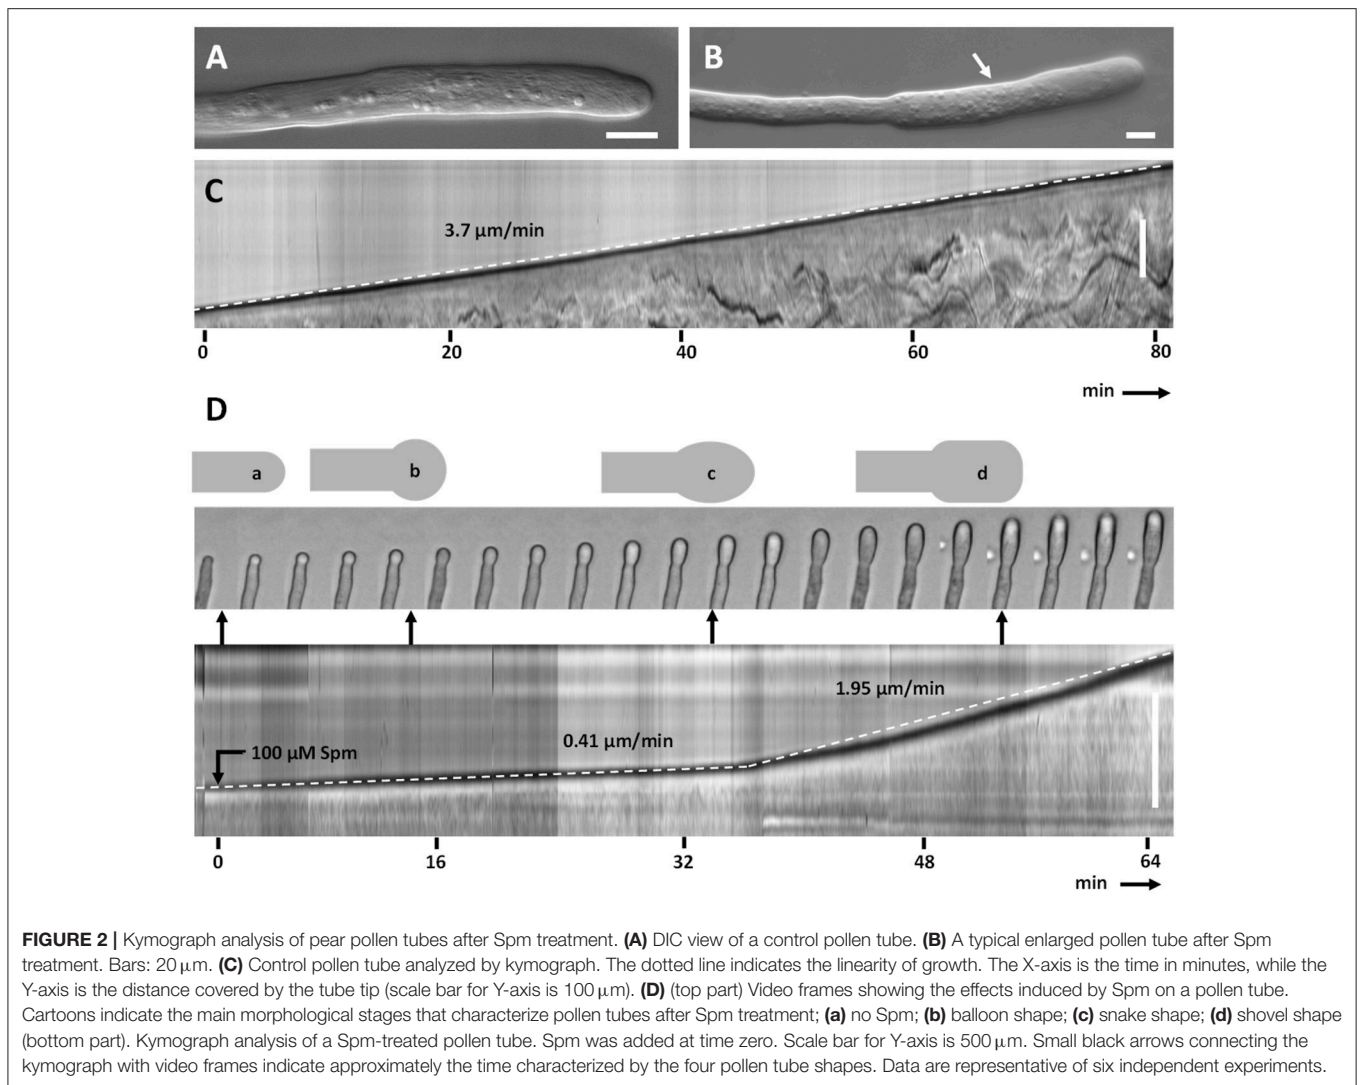 A
B
C
3.7 µm/min
0 20 40 60 80
min
D
a b c d
1.95 µm/min
0.41 µm/min
100 µM Spm
0 16 32 48 64
min
FIGURE 2 | Kymograph analysis of pear pollen tubes after Spm treatment. (A) DIC view of a control pollen tube. (B) A typical enlarged pollen tube after Spm
treatment. Bars: 20 µm. (C) Control pollen tube analyzed by kymograph. The dotted line indicates the linearity of growth. The X-axis is the time in minutes, while the
Y-axis is the distance covered by the tube tip (scale bar for Y-axis is 100 µm). (D) (top part) Video frames showing the effects induced by Spm on a pollen tube.
Cartoons indicate the main morphological stages that characterize pollen tubes after Spm treatment; (a) no Spm; (b) balloon shape; (c) snake shape; (d) shovel shape
(bottom part). Kymograph analysis of a Spm-treated pollen tube. Spm was added at time zero. Scale bar for Y-axis is 500 µm. Small black arrows connecting the
kymograph with video frames indicate approximately the time characterized by the four pollen tube shapes. Data are representative of six independent experiments.